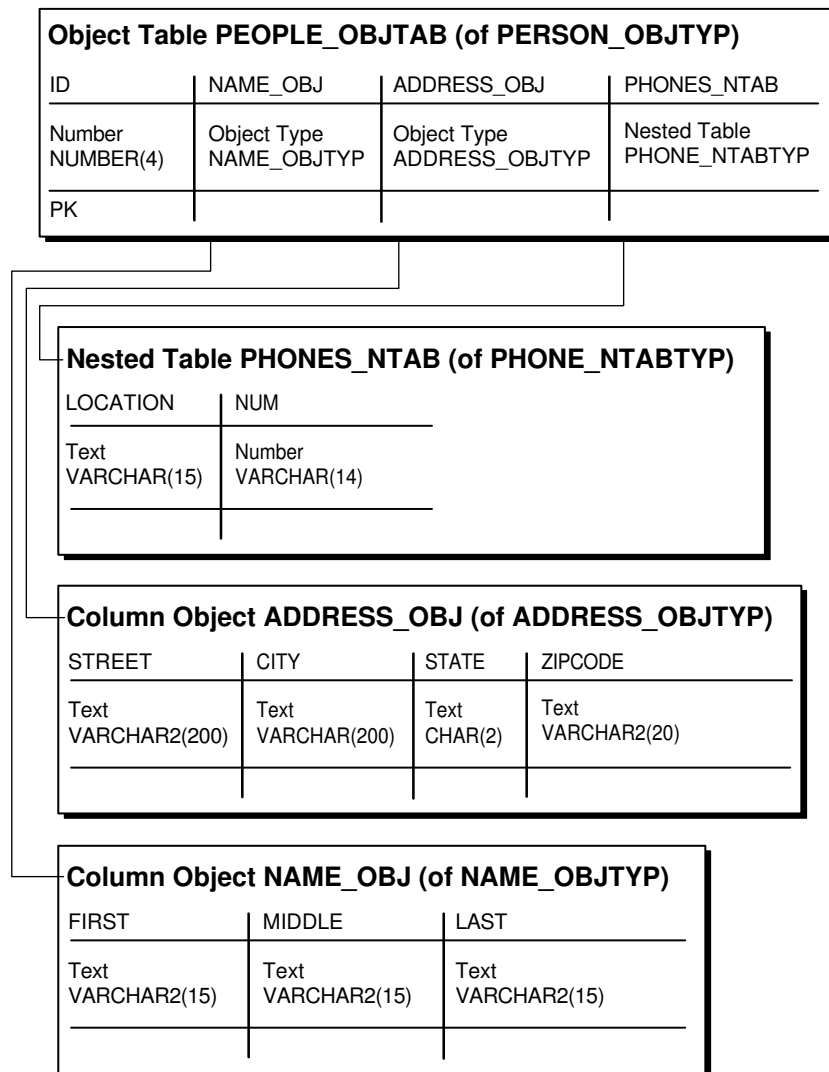 Object Table PEOPLE_OBJTAB (of PERSON_OBJTYP)
ID NAME_OBJ ADDRESS_OBJ PHONES_NTAB
Number Object Type Object Type Nested Table
NUMBER(4) NAME_OBJTYP ADDRESS_OBJTYP PHONE_NTABTYP
PK
Nested Table PHONES_NTAB (of PHONE_NTABTYP)
LOCATION NUM
Text Number
VARCHAR(15) VARCHAR(14)
Column Object ADDRESS_OBJ (of ADDRESS_OBJTYP)
STREET CITY STATE ZIPCODE
Text Text Text Text
VARCHAR2(200) VARCHAR(200) CHAR(2) VARCHAR2(20)
Column Object NAME_OBJ (of NAME_OBJTYP)
FIRST MIDDLE LAST
Text Text Text
VARCHAR2(15) VARCHAR2(15) VARCHAR2(15)